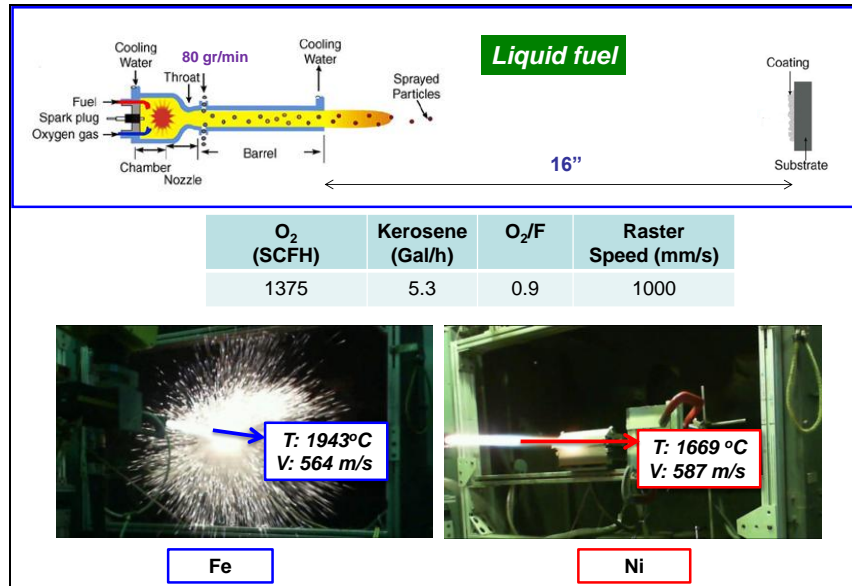 Cooling
Water
80 gr/min
Throat
Cooling
Water
Liquid fuel
Sprayed
Particles
Coating
Fuel
Spark plug
Oxygen gas
Chamber
Nozzle
Barrel
16”
Substrate
O2
(SCFH)
Kerosene
(Gal/h)
O2/F
Raster
Speed (mm/s)
1375
5.3
0.9
1000
T: 1943°C
V: 564 m/s
T: 1669 °C
V: 587 m/s
Fe
Ni